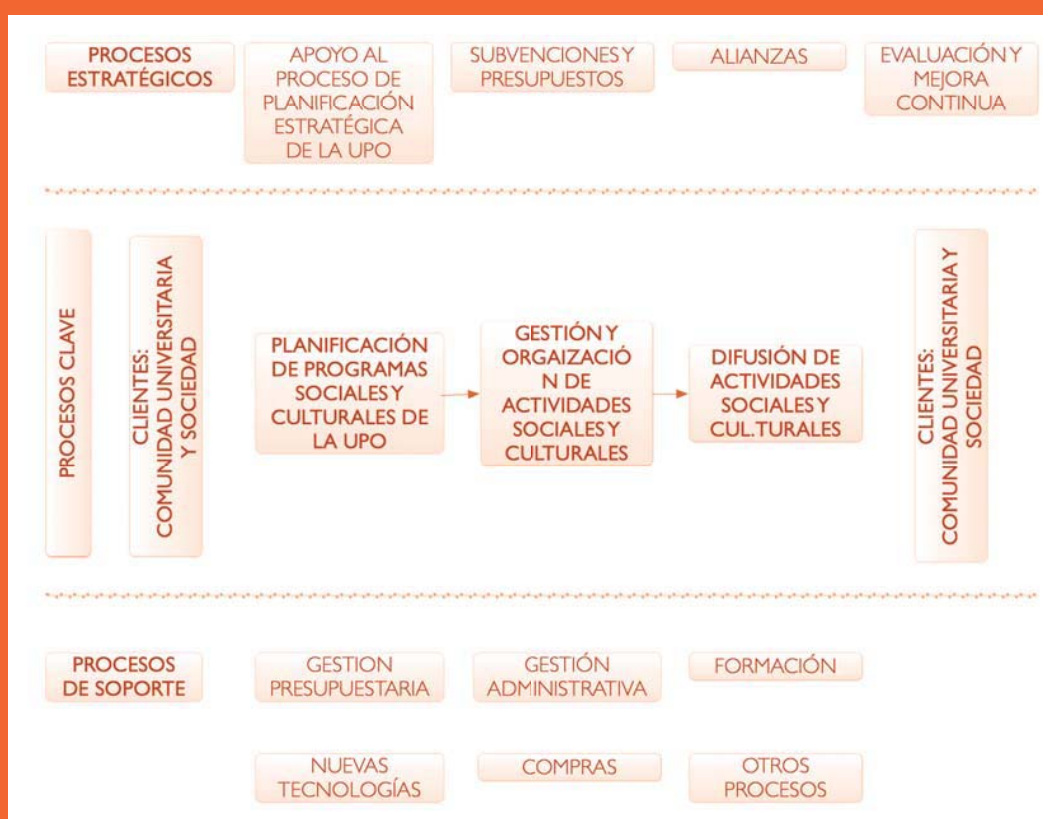 PROCESOS
ESTRATÉGICOS
APOYO AL
PROCESO DE
PLANIFICACIÓN
ESTRATÉGICA
DE LA UPO
SUBVENCIONES Y
PRESUPUESTOS
ALIANZAS
EVALUACIÓN Y
MEJORA
CONTINUA
PROCESOS CLAVE
CLIENTES:
COMUNIDAD UNIVERSITARIA
Y SOCIEDAD
PLANIFICACIÓN
DE PROGRAMAS
SOCIALES Y
CULTURALES DE
LA UPO
GESTIÓN Y
ORGAIZACIÓ
N DE
ACTIVIDADES
SOCIALES Y
CULTURALES
DIFUSIÓN DE
ACTIVIDADES
SOCIALES Y
CUL.TURALES
CLIENTES:
COMUNIDAD UNIVERSITARIA Y
SOCIEDAD
PROCESOS
DE SOPORTE
GESTION
PRESUPUESTARIA
GESTIÓN
ADMINISTRATIVA
FORMACIÓN
NUEVAS
TECNOLOGÍAS
COMPRAS
OTROS
PROCESOS